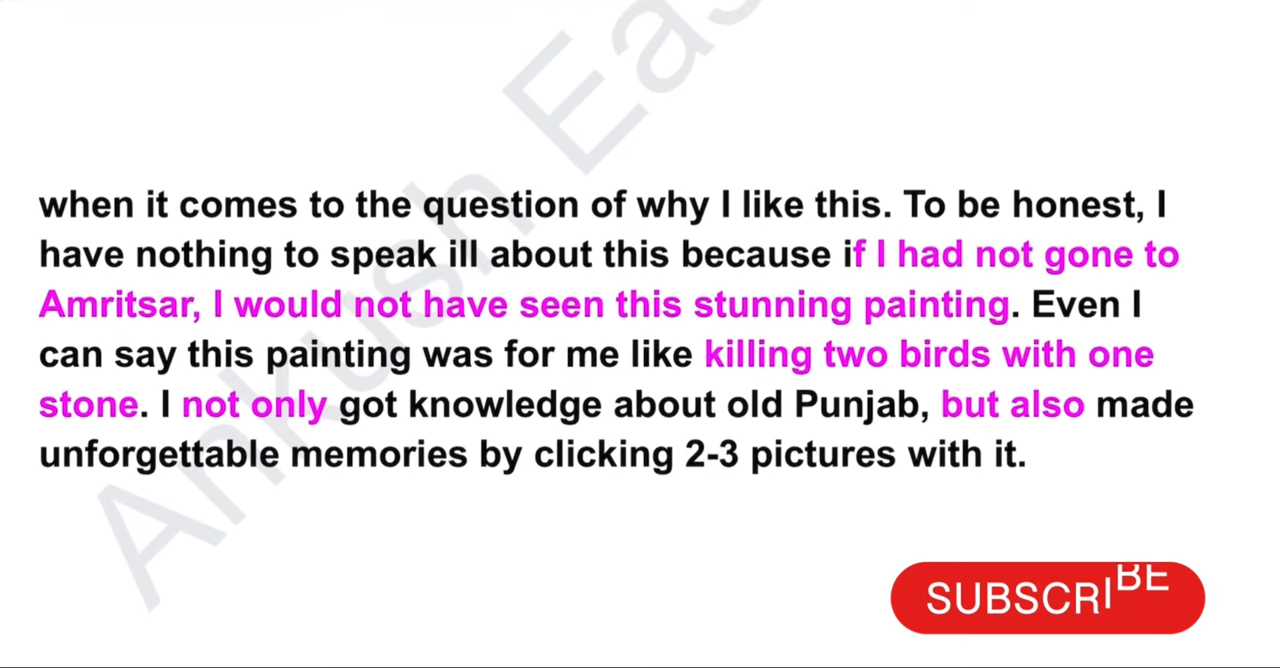 when it comes to the question of why I like this. To be honest, I
have nothing to speak ill about this because if I had not gone to
Amritsar, I would not have seen this stunning painting. Even I
can say this painting was for me like killing two birds with one
stone. I not only got knowledge about old Punjab, but also made
unforgettable memories by clicking 2-3 pictures with it.
Ankush Eas
SUBSCRIBE